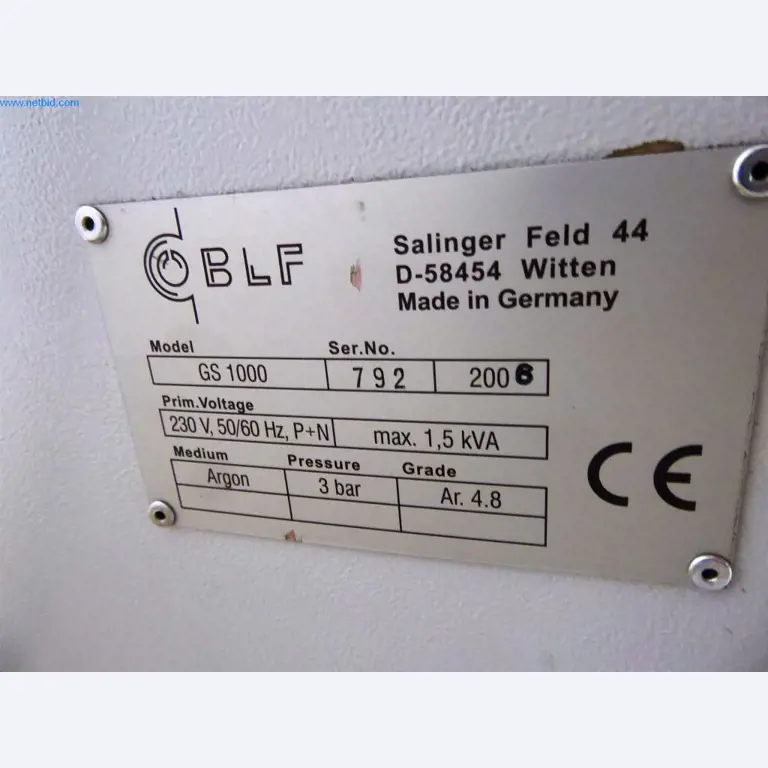 www.netbid.com
BLF
Salinger Feld 44
D-58454 Witten
Made in Germany
Model Ser.No.
GS 1000 792 2006
Prim.Voltage
230 V, 50/60 Hz, P+N max. 1,5 kVA
Medium Pressure Grade
Argon 3 bar Ar. 4.8
CE